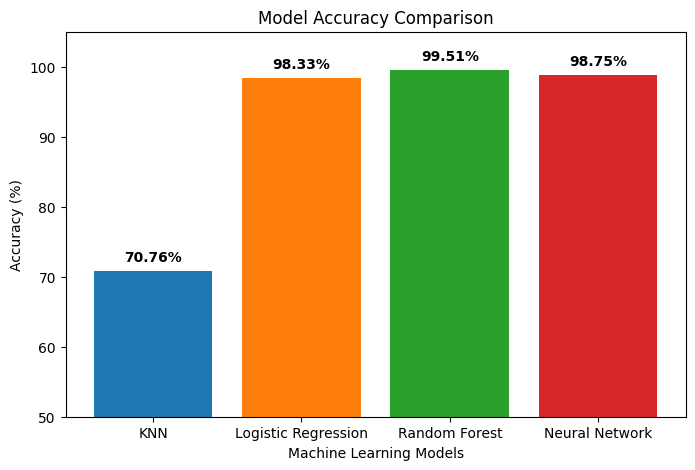 Model Accuracy Comparison
99.51%
98.33%
98.75%
70.76%
Accuracy (%)
100
90
80
70
60
50
KNN
Logistic Regression
Random Forest
Neural Network
Machine Learning Models